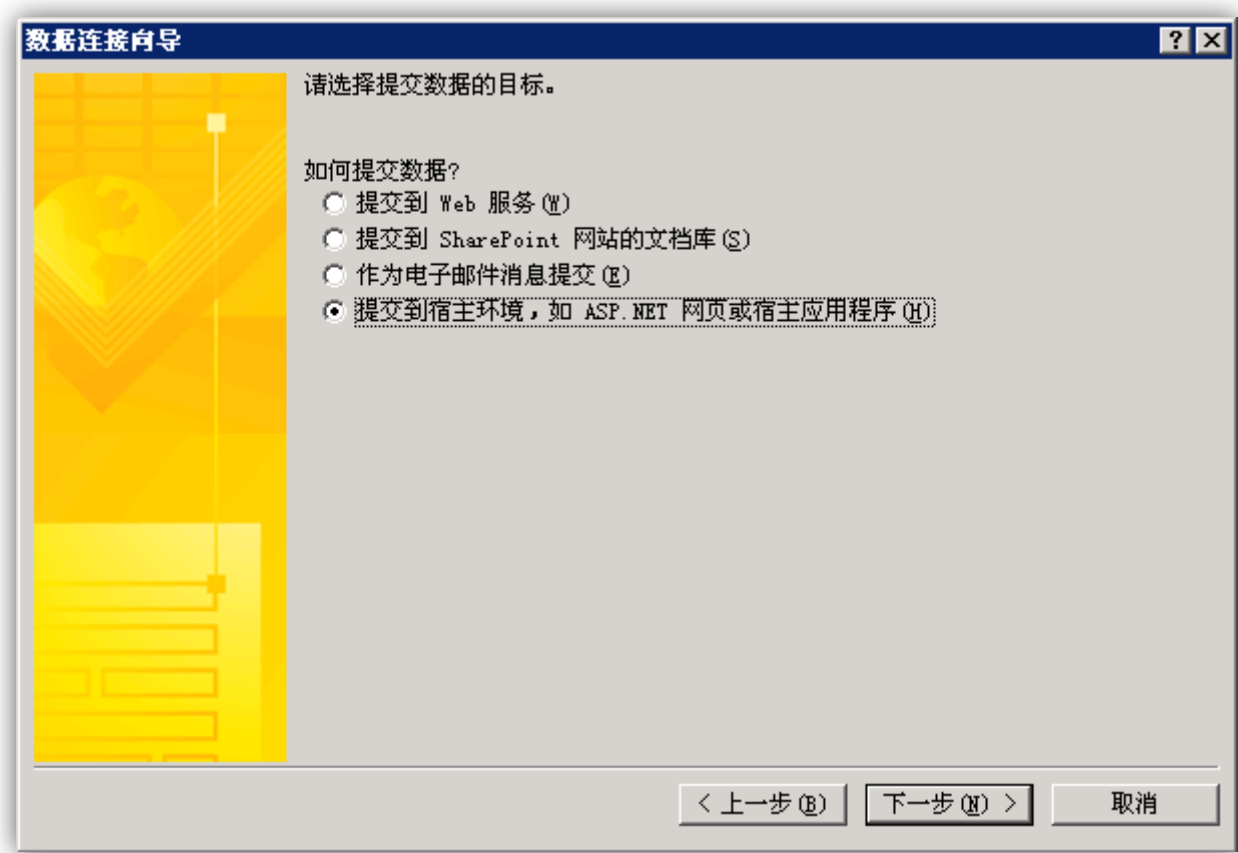 数据连接向导
请选择提交数据的目标。
如何提交数据?
提交到 Web 服务(W)
提交到 SharePoint 网站的文档库(S)
作为电子邮件消息提交(E)
提交到宿主环境，如 ASP.NET 网页或宿主应用程序(H)
< 上一步(B)
下一步(N) >
取消